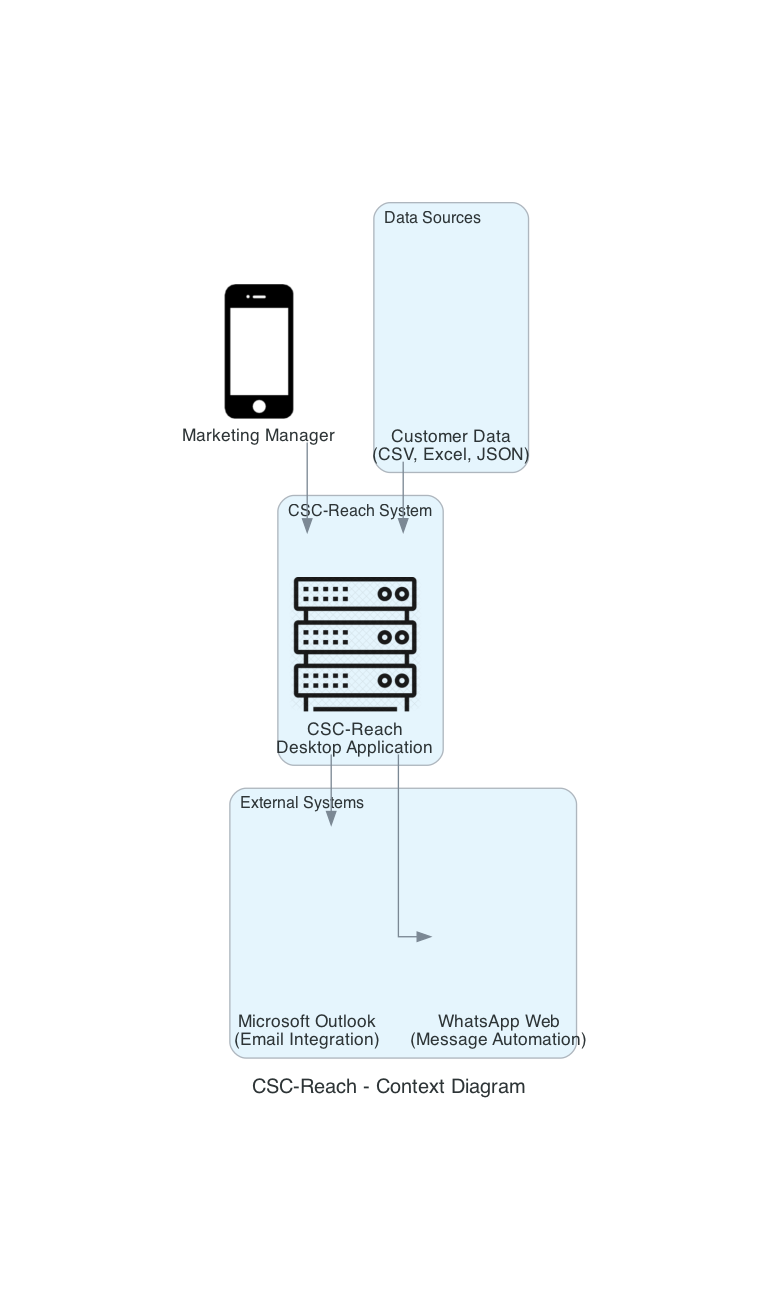 Data Sources
Marketing Manager
Customer Data
(CSV, Excel, JSON)
CSC-Reach System
CSC-Reach
Desktop Application
External Systems
Microsoft Outlook
(Email Integration)
WhatsApp Web
(Message Automation)
CSC-Reach - Context Diagram